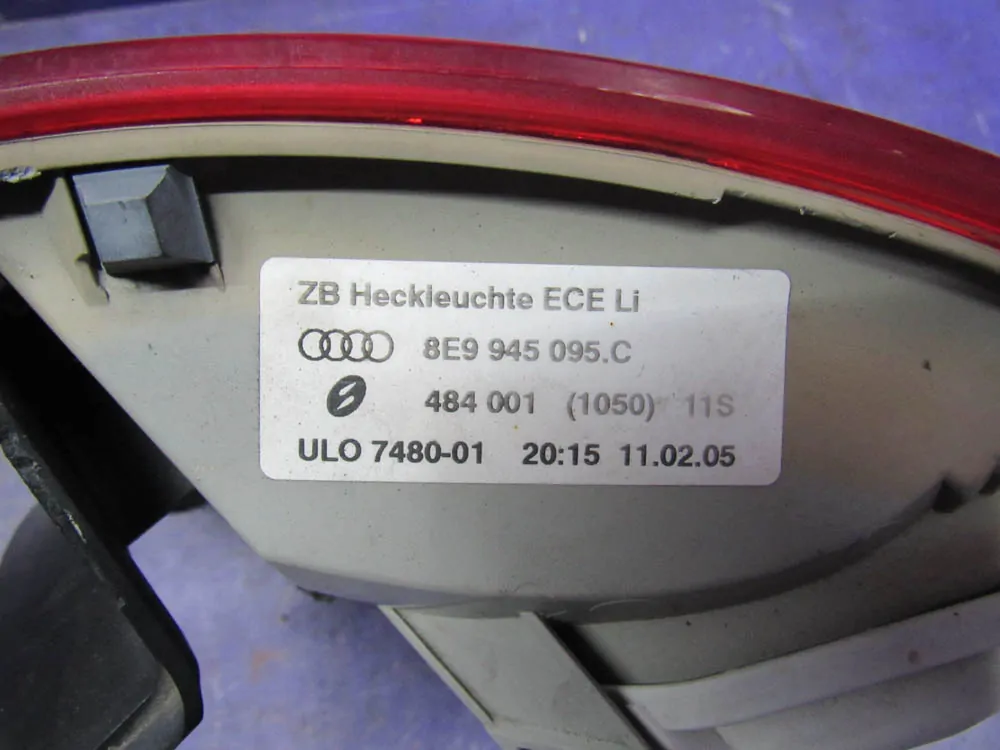 ZB Heckleuchte ECE Li
8E9 945 095.C
484 001 (1050) 11S
ULO 7480-01 20:15 11.02.05